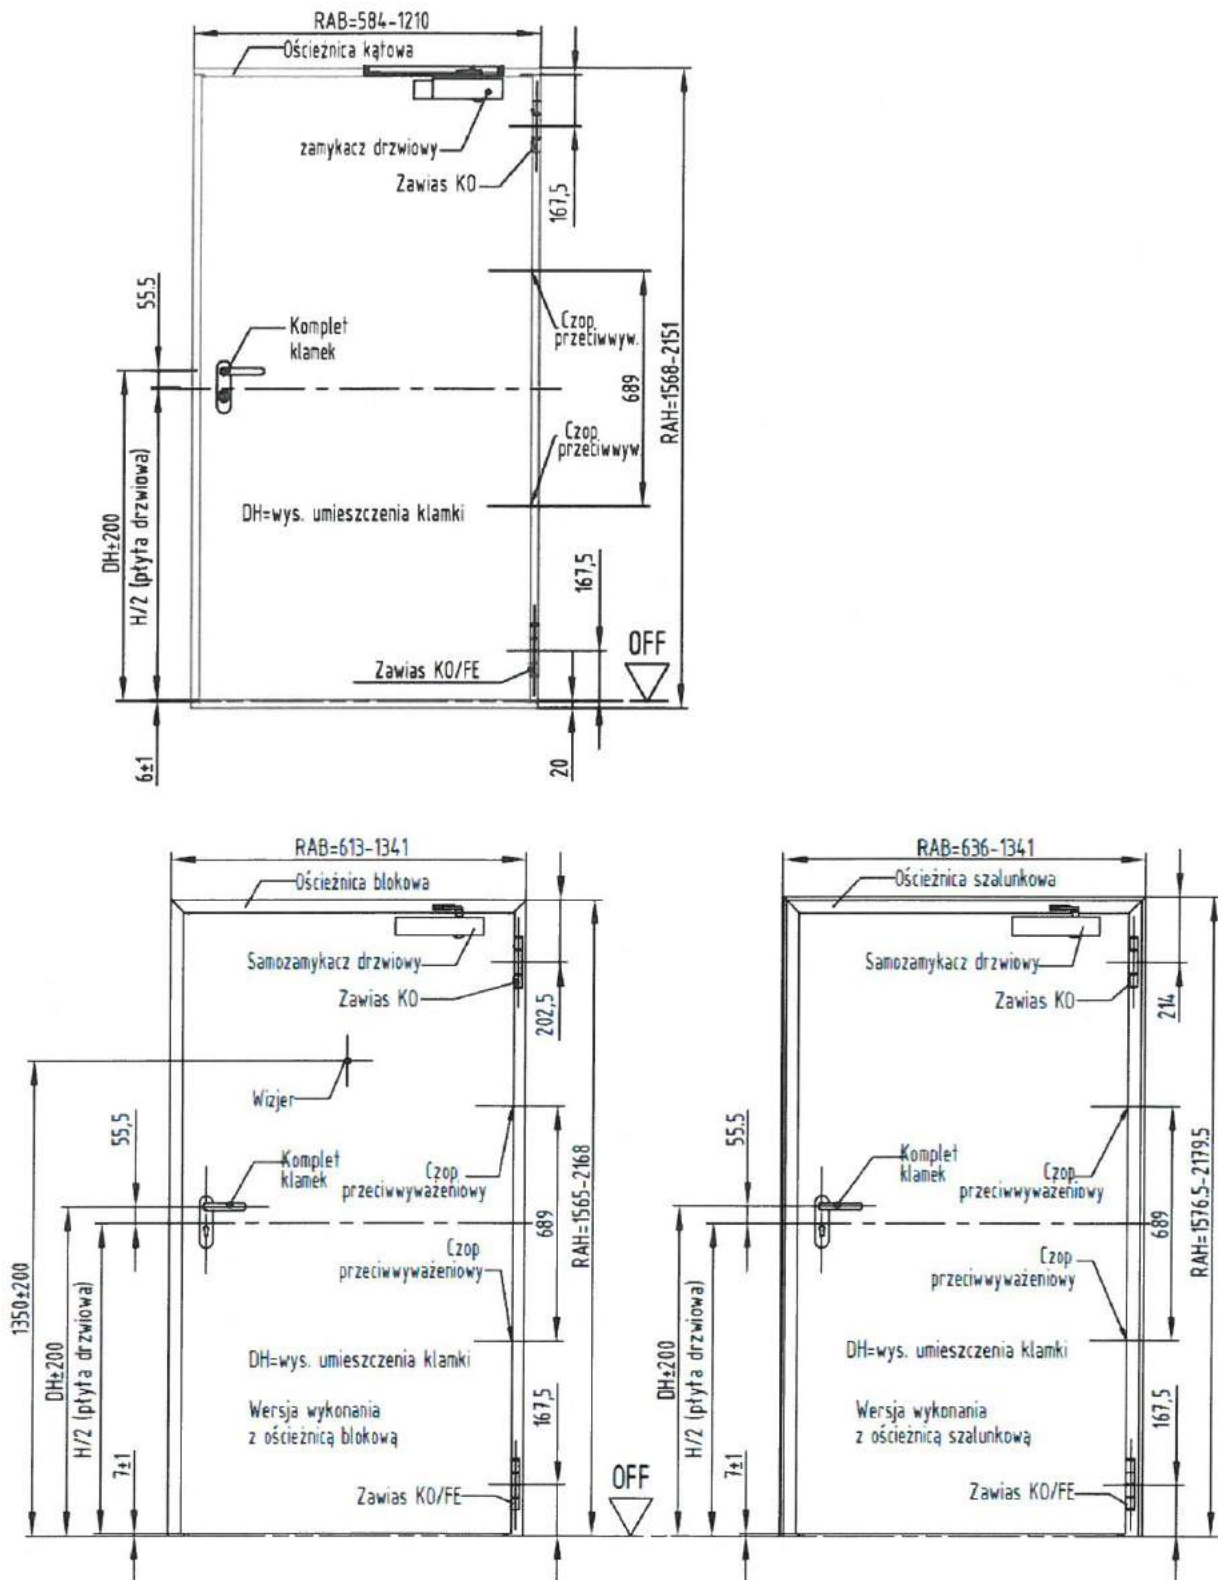 RAB=584-1210
Ościeżnica kątowa
zamykacz drzwiowy
Zawias KO
167,5
55.5
Komplet
klamek
Czop
przeciwwyw.
689
RAH=1568-2151
Czop
przeciwwyw.
DH±200
H/2 (płyta drzwiowa)
DH=wys. umieszczenia klamki
167,5
OFF
Zawias KO/FE
6±1
20
RAB=613-1341
Ościeżnica blokowa
Samozamykacz drzwiowy
Zawias KO
202,5
Wizjer
55,5
Komplet
klamek
Czop
przeciwwyważeniowy
689
RAH=1565-2168
Czop
przeciwwyważeniowy
1350±200
DH±200
H/2 (płyta drzwiowa)
DH=wys. umieszczenia klamki
Wersja wykonania
z ościeżnicą blokową
167,5
7±1
Zawias KO/FE
OFF
RAB=636-1341
Ościeżnica szalunkowa
Samozamykacz drzwiowy
Zawias KO
214
55.5
Komplet
klamek
Czop
przeciwwyważeniowy
689
RAH=1576.5-2179.5
Czop
przeciwwyważeniowy
DH±200
H/2 (płyta drzwiowa)
DH=wys. umieszczenia klamki
Wersja wykonania
z ościeżnicą szalunkową
167,5
7±1
Zawias KO/FE